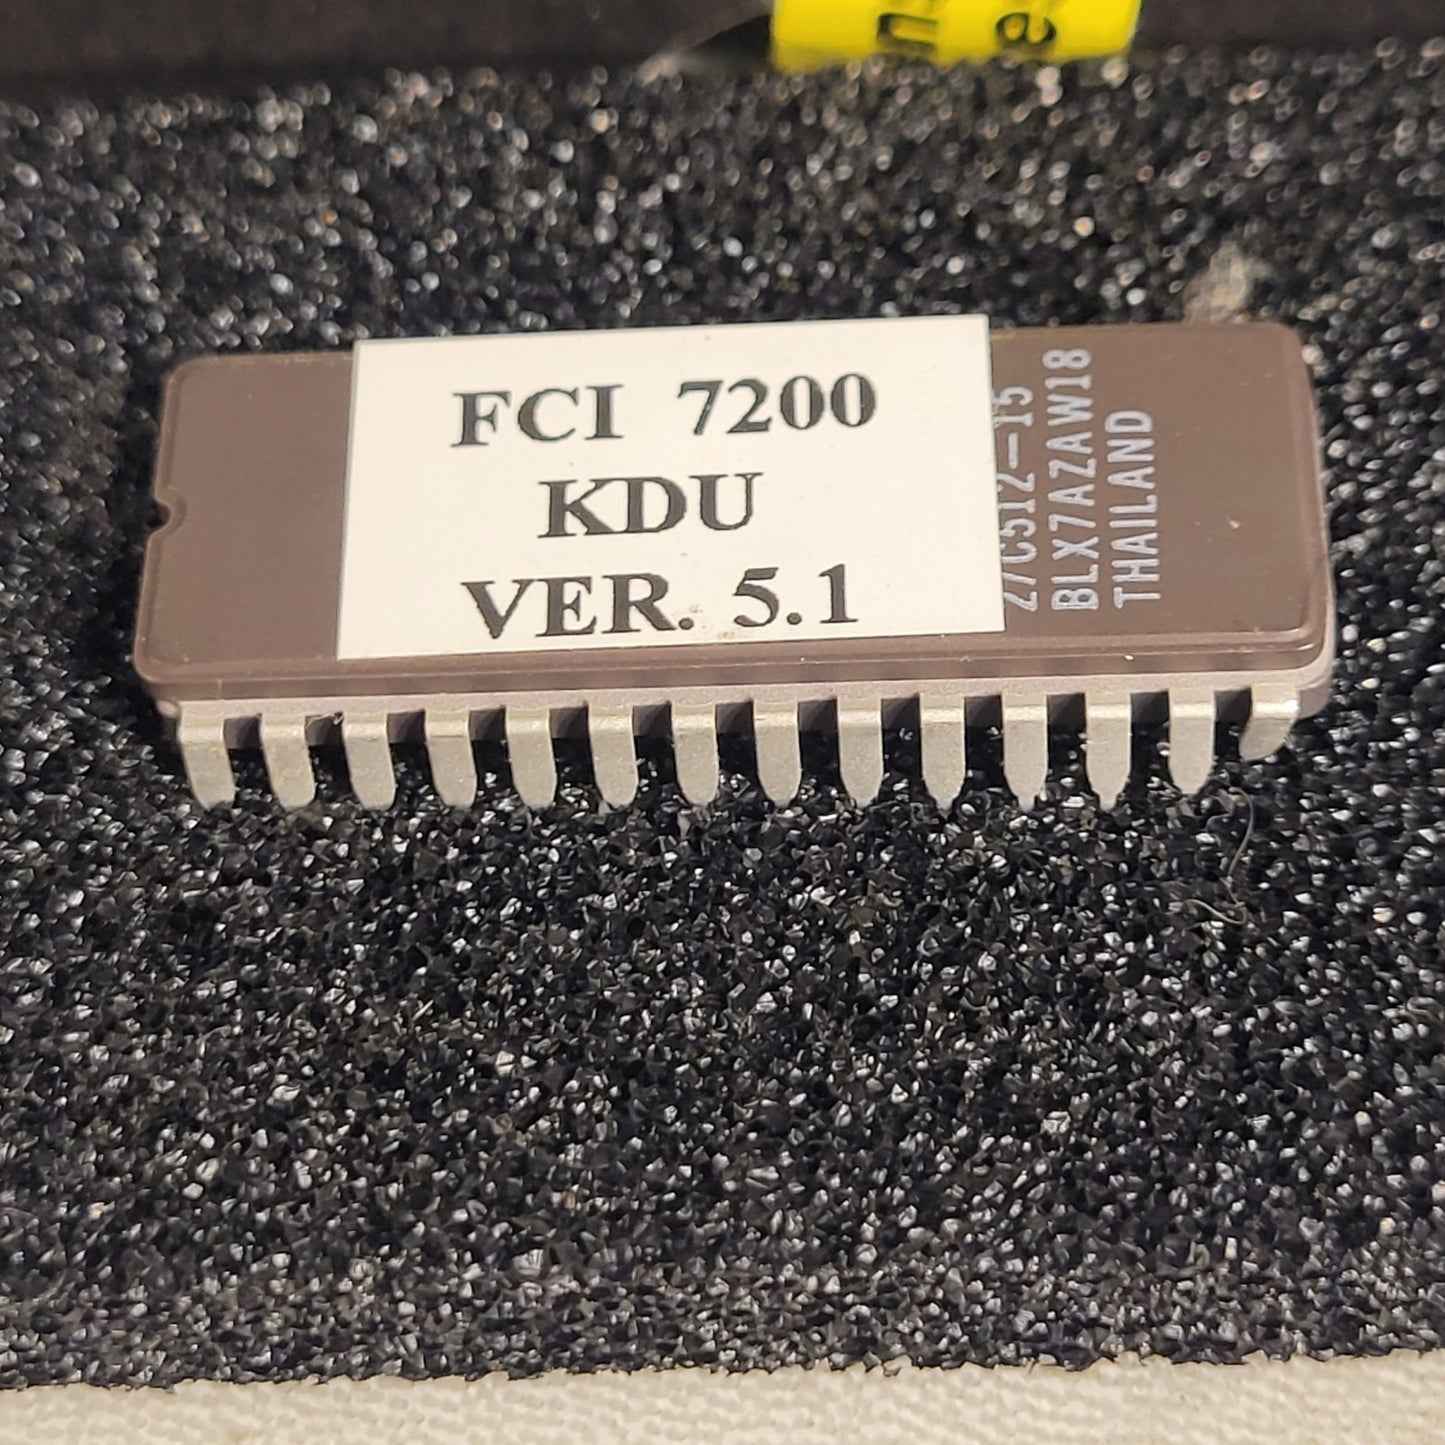 FCI 7200
KDU
VER. 5.1
27C512-15
BLX7AZAW18
THAILAND